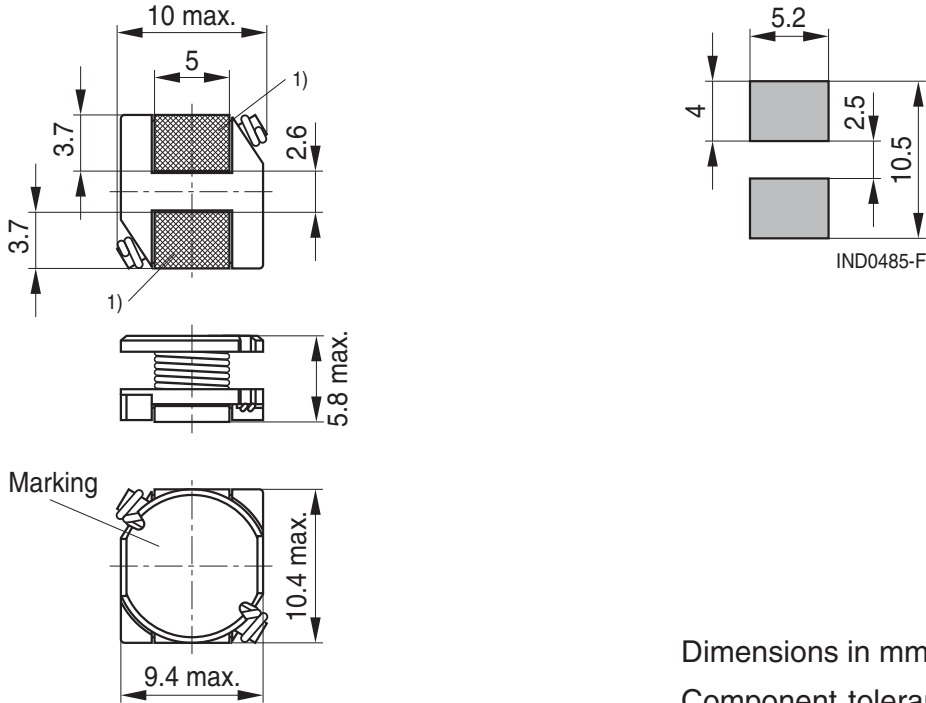 10 max.
5
1)
3.7
2.6
3.7
1)
5.8 max.
Marking
10.4 max.
9.4 max.
5.2
4
2.5
10.5
IND0485-F
Dimensions in mm
Component